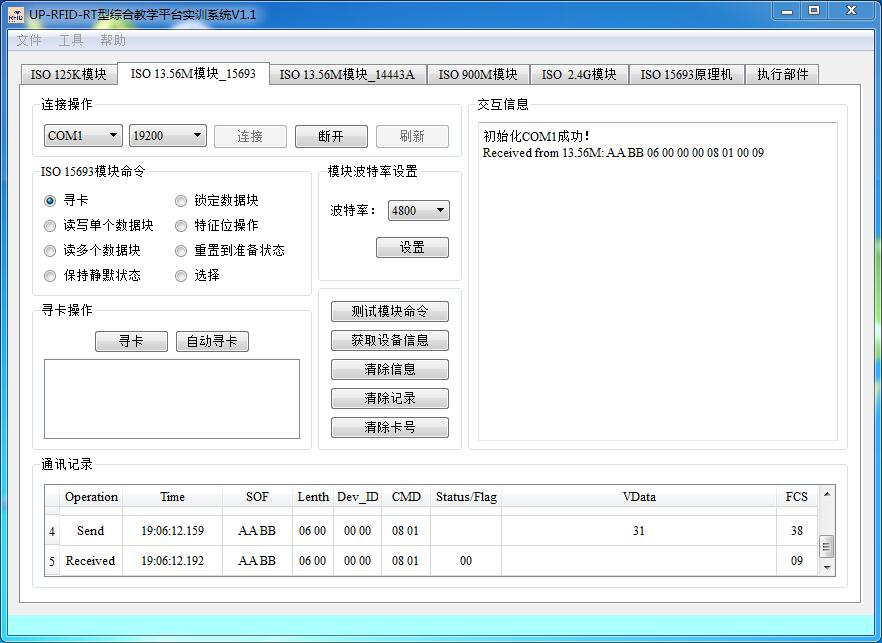 UP-RFID-RT型综合教学平台实训系统V1.1
文件 工具 帮助
ISO 125K模块 ISO 13.56M模块_15693 ISO 13.56M模块_14443A ISO 900M模块 ISO 2.4G模块 ISO 15693原理机 执行部件
连接操作
COM1 19200 连接 断开 刷新
ISO 15693模块命令
寻卡 锁定数据块
读写单个数据块 特征位操作
读多个数据块 重置到准备状态
保持静默状态 选择
模块波特率设置
波特率： 4800
设置
寻卡操作
寻卡 自动寻卡
测试模块命令
获取设备信息
清除信息
清除记录
清除卡号
交互信息
初始化COM1成功！
Received from 13.56M: AA BB 06 00 00 00 08 01 00 09
通讯记录
Operation Time SOF Lenth Dev_ID CMD Status/Flag VData FCS
4 Send 19:06:12.159 AA BB 06 00 00 00 08 01 31 38
5 Received 19:06:12.192 AA BB 06 00 00 00 08 01 00 09